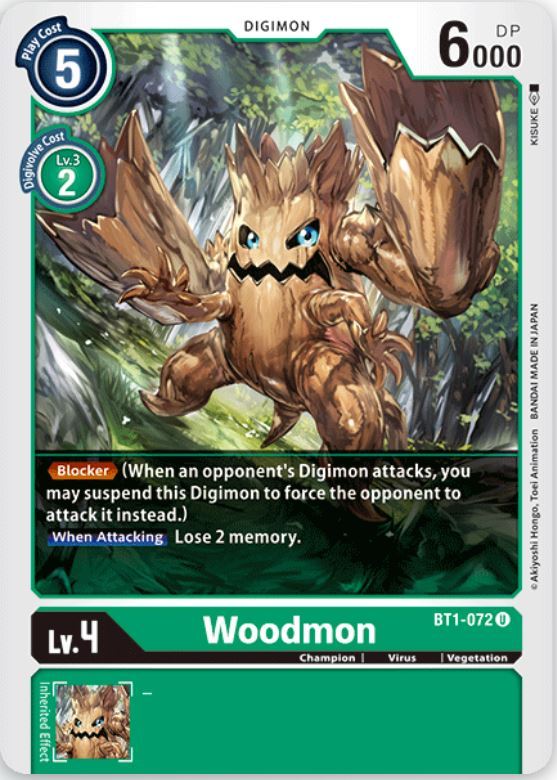 Play Cost
5
DIGIMON
6000
DP
Digivolve Cost
Lv.3
2
KISUKE
© Akiyoshi Hongo, Toei Animation BANDAI MADE IN JAPAN
Blocker (When an opponent's Digimon attacks, you
may suspend this Digimon to force the opponent to
attack it instead.)
When Attacking Lose 2 memory.
Lv.4
Woodmon
BT1-072 U
Champion | Virus | Vegetation
Inherited Effect
–